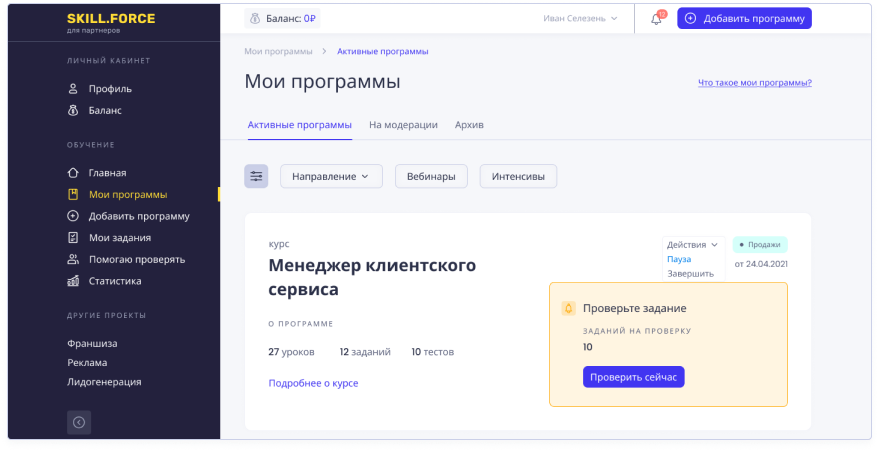 SKILL.FORCE
для партнеров
ЛИЧНЫЙ КАБИНЕТ
Профиль
Баланс
ОБУЧЕНИЕ
Главная
Мои программы
Добавить программу
Мои задания
Помогаю проверять
Статистика
ДРУГИЕ ПРОЕКТЫ
Франшиза
Реклама
Лидогенерация
Баланс: 0₽
Иван Селезень
12
Добавить программу
Мои программы > Активные программы
Мои программы
Что такое мои программы?
Активные программы На модерации Архив
Направление Вебинары Интенсивы
курс
Менеджер клиентского
сервиса
О ПРОГРАММЕ
27 уроков 12 заданий 10 тестов
Подробнее о курсе
Действия
Пауза
Завершить
• Продажи
от 24.04.2021
Проверьте задание
ЗАДАНИЙ НА ПРОВЕРКУ
10
Проверить сейчас